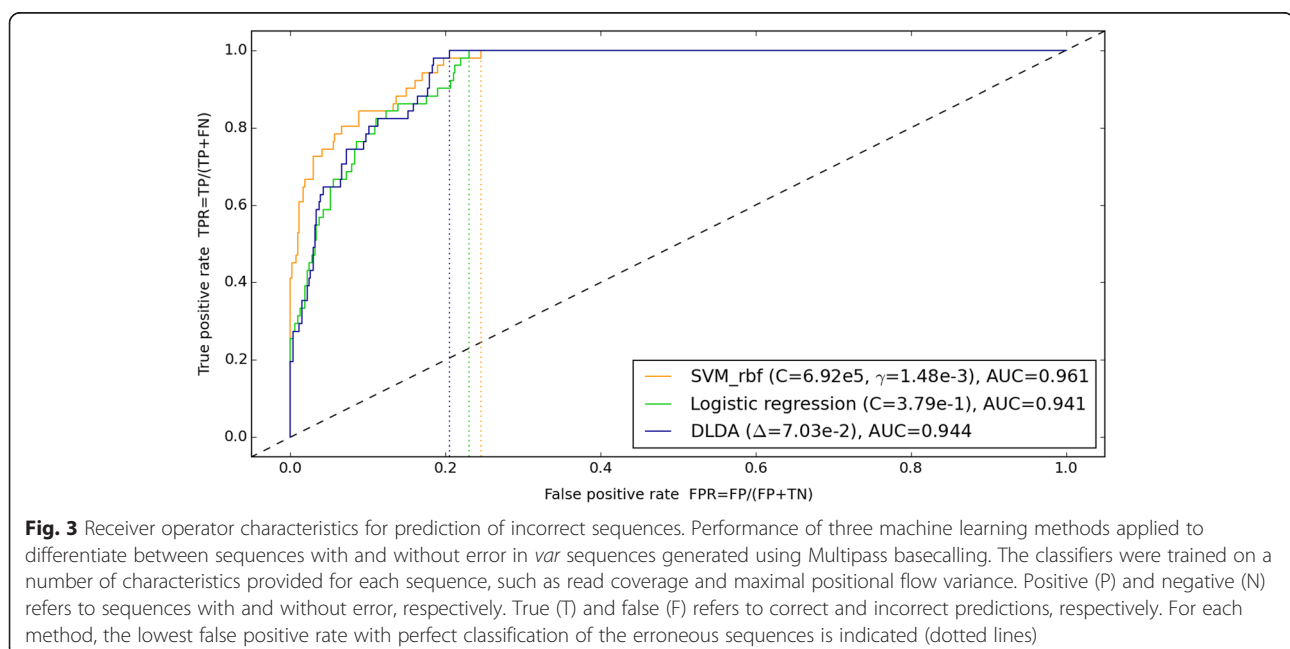 1.0
0.8
0.6
0.4
0.2
0.0
True positive rate TPR=TP/(TP+FN)
SVM_rbf (C=6.92e5, γ=1.48e-3), AUC=0.961
Logistic regression (C=3.79e-1), AUC=0.941
DLDA (Δ=7.03e-2), AUC=0.944
0.0 0.2 0.4 0.6 0.8 1.0
False positive rate FPR=FP/(FP+TN)
Fig. 3 Receiver operator characteristics for prediction of incorrect sequences. Performance of three machine learning methods applied to
differentiate between sequences with and without error in var sequences generated using Multipass basecalling. The classifiers were trained on a
number of characteristics provided for each sequence, such as read coverage and maximal positional flow variance. Positive (P) and negative (N)
refers to sequences with and without error, respectively. True (T) and false (F) refers to correct and incorrect predictions, respectively. For each
method, the lowest false positive rate with perfect classification of the erroneous sequences is indicated (dotted lines)